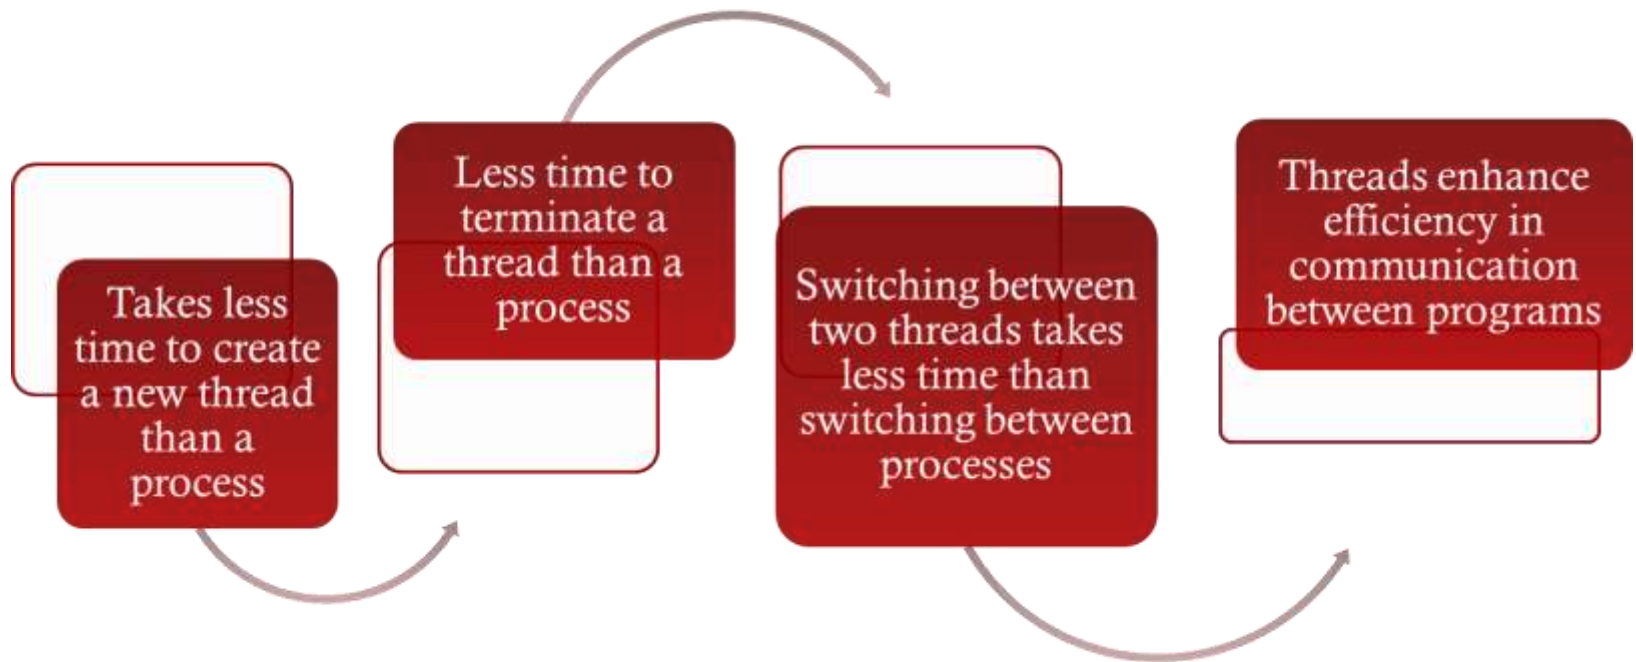 Takes less
time to create
a new thread
than a
process
Less time to
terminate a
thread than a
process
Switching between
two threads takes
less time than
switching between
processes
Threads enhance
efficiency in
communication
between programs